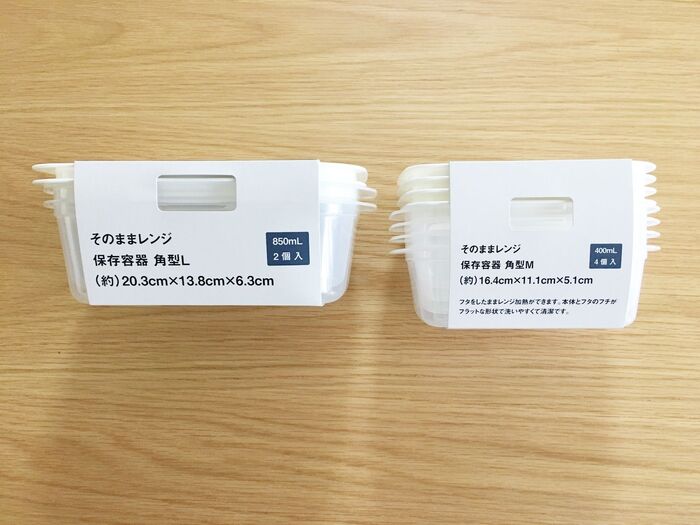 そのままレンジ
保存容器 角型L
（約）20.3cm×13.8cm×6.3cm
850mL
2個入
そのままレンジ
保存容器 角型M
（約）16.4cm×11.1cm×5.1cm
400mL
4個入
フタをしたままレンジ加熱ができます。本体とフタのフチが
フラットな形状で洗いやすくて清潔です。